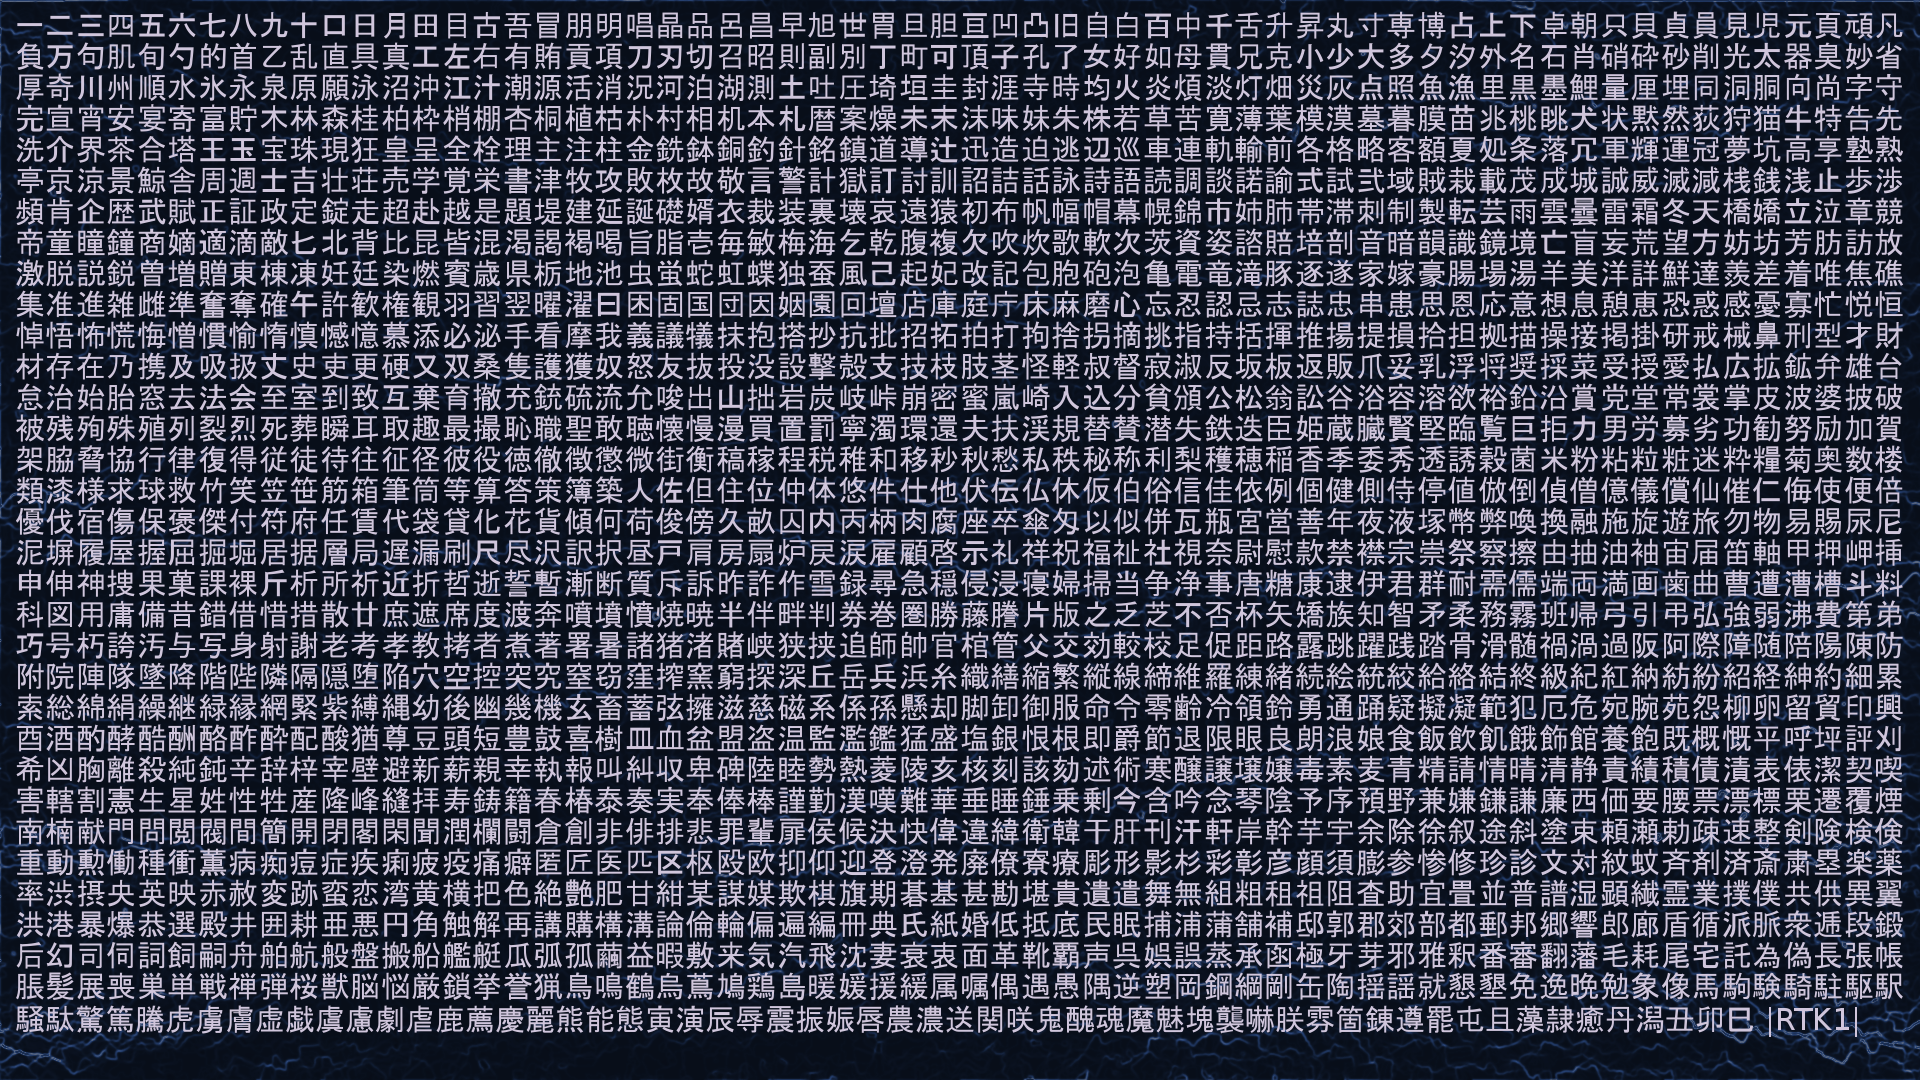 一二三四五六七八九十口日月田目古吾冒朋明唱晶品呂昌早旭世胃旦胆亘凹凸旧自白百中千舌升昇丸寸専博占上下卓朝只貝貞員見児元頁頑凡
負万句肌旬勺的首乙乱直具真工左右有賄貢項刀刃切召昭則副別丁町可頂子孔了女好如母貫兄克小少大多夕汐外名石肖硝砕砂削光太器臭妙省
厚奇川州順水氷永泉原願泳沼沖江汁潮源活消況河泊湖測土吐圧埼垣圭封涯寺時均火炎煩淡灯畑災灰点照魚漁里黒墨鯉量厘埋同洞胴向尚字守
完宣宵安宴寄富貯木林森桂柏枠梢棚杏桐植枯朴村相机本札暦案燥未末沫味妹朱株若草苦寛薄葉模漠墓暮膜苗兆桃眺犬状黙然荻狩猫牛特告先
洗介界茶合塔王玉宝珠現狂皇呈全栓理主注柱金銑鉢銅釣針銘鎮道導辻迅造迫逃辺巡車連軌輸前各格略客額夏処条落冗軍輝運冠夢坑高享塾熟
亭京涼景鯨舎周週士吉壮荘売学覚栄書津牧攻敗枚故敬言警計獄訂討訓詔詰話詠詩語読調談諾諭式試弐域賊栽載茂成城誠威滅減桟銭浅止歩渉
頻肯企歴武賦正証政定錠走超赴越是題堤建延誕礎婿衣裁装裏壊哀遠猿初布帆幅帽幕幌錦市姉肺帯滞刺制製転芸雨雲曇雷霜冬天橋嬌立泣章競
帝童瞳鐘商嫡適滴敵匕北背比昆皆混渇謁褐喝旨脂壱毎敏梅海乞乾腹複欠吹炊歌軟次茨資姿諮賠培剖音暗韻識鏡境亡盲妄荒望方妨坊芳肪訪放
激脱説鋭曽増贈東棟凍妊廷染燃賓歳県栃地池虫蛍蛇虹蝶独蚕風己起妃改記包胞砲泡亀電竜滝豚逐遂家嫁豪腸場湯羊美洋詳鮮達羨差着唯焦礁
集准進雑雌準奮奪確午許歓権観羽習翌曜濯曰困固国団因姻園回壇店庫庭庁床麻磨心忘忍認忌志誌忠串患思恩応意想息憩恵恐惑感憂寡忙悦恒
悼悟怖慌悔憎慣愉惰慎憾憶慕添必泌手看摩我義議犠抹抱搭抄抗批招拓拍打拘捨拐摘挑指持括揮推揚提損拾担拠描操接掲掛研戒械鼻刑型才財
材存在乃携及吸扱丈史吏更硬又双桑隻護獲奴怒友抜投没設撃殻支技枝肢茎怪軽叔督寂淑反坂板返販爪妥乳浮将奨採菜受授愛払広拡鉱弁雄台
怠治始胎窓去法会至室到致互棄育撤充銃硫流允唆出山拙岩炭岐峠崩密蜜嵐崎入込分貧頒公松翁訟谷浴容溶欲裕鉛沿賞党堂常裳掌皮波婆披破
被残殉殊殖列裂烈死葬瞬耳取趣最撮恥職聖敢聴懐慢漫買置罰寧濁環還夫扶渓規替賛潜失鉄迭臣姫蔵臓賢堅臨覧巨拒力男労募劣功勧努励加賀
架脇脅協行律復得従徒待往征径彼役徳徹徴懲微街衡稿稼程税稚和移秒秋愁私秩秘称利梨穫穂稲香季委秀透誘穀菌米粉粘粒粧迷粋糧菊奥数楼
類漆様求球救竹笑笠笹筋箱筆筒等算答策簿築人佐但住位仲体悠件仕他伏伝仏休仮伯俗信佳依例個健側侍停値倣倒偵僧億儀償仙催仁侮使便倍
優伐宿傷保褒傑付符府任賃代袋貸化花貨傾何荷俊傍久畝囚内丙柄肉腐座卒傘匁以似併瓦瓶宮営善年夜液塚幣弊喚換融施旋遊旅勿物易賜尿尼
泥塀履屋握屈掘堀居据層局遅漏刷尺尽沢訳択昼戸肩房扇炉戻涙雇顧啓示礼祥祝福祉社視奈尉慰款禁襟宗崇祭察擦由抽油袖宙届笛軸甲押岬挿
申伸神捜果菓課裸斤析所祈近折哲逝誓暫漸断質斥訴昨詐作雪録尋急穏侵浸寝婦掃当争浄事唐糖康逮伊君群耐需儒端両満画歯曲曹遭漕槽斗料
科図用庸備昔錯借惜措散廿庶遮席度渡奔噴墳憤焼暁半伴畔判券巻圏勝藤謄片版之乏芝不否杯矢矯族知智矛柔務霧班帰弓引弔弘強弱沸費第弟
巧号朽誇汚与写身射謝老考孝教拷者煮著署暑諸猪渚賭峡狭挟追師帥官棺管父交効較校足促距路露跳躍践踏骨滑髄禍渦過阪阿際障随陪陽陳防
附院陣隊墜降階陛隣隔隠堕陥穴空控突究窒窃窪搾窯窮探深丘岳兵浜糸織繕縮繁縦線締維羅練緒続絵統絞給絡結終級紀紅納紡紛紹経紳約細累
索総綿絹繰継緑縁網緊紫縛縄幼後幽幾機玄畜蓄弦擁滋慈磁系係孫懸却脚卸御服命令零齢冷領鈴勇通踊疑擬凝範犯厄危宛腕苑怨柳卵留貿印興
酉酒酌酵酷酬酪酢酔配酸猶尊豆頭短豊鼓喜樹皿血盆盟盗温監濫鑑猛盛塩銀恨根即爵節退限眼良朗浪娘食飯飲飢餓飾館養飽既概慨平呼坪評刈
希凶胸離殺純鈍辛辞梓宰壁避新薪親幸執報叫糾収卑碑陸睦勢熱菱陵亥核刻該劾述術寒醸譲壌嬢毒素麦青精請情晴清静責績積債漬表俵潔契喫
害轄割憲生星姓性牲産隆峰縫拝寿鋳籍春椿泰奏実奉俸棒謹勤漢嘆難華垂睡錘乗剰今含吟念琴陰予序預野兼嫌鎌謙廉西価要腰票漂標栗遷覆煙
南楠献門問閲閥間簡開閉閣閑聞潤欄闘倉創非俳排悲罪輩扉侯候決快偉違緯衛韓干肝刊汗軒岸幹芋宇余除徐叙途斜塗束頼瀬勅疎速整剣険検倹
重動勲働種衝薫病痴痘症疾痢疲疫痛癖匿匠医匹区枢殴欧抑仰迎登澄発廃僚寮療彫形影杉彩彰彦顔須膨参惨修珍診文対紋蚊斉剤済斎粛塁楽薬
率渋摂央英映赤赦変跡蛮恋湾黄横把色絶艶肥甘紺某謀媒欺棋旗期碁基甚勘堪貴遺遣舞無組粗租祖阻査助宜畳並普譜湿顕繊霊業撲僕共供異翼
洪港暴爆恭選殿井囲耕亜悪円角触解再講購構溝論倫輪偏遍編冊典氏紙婚低抵底民眠捕浦蒲舗補邸郭郡郊部都郵邦郷響郎廊盾循派脈衆逓段鍛
后幻司伺詞飼嗣舟舶航般盤搬船艦艇瓜弧孤繭益暇敷来気汽飛沈妻衰衷面革靴覇声呉娯誤蒸承函極牙芽邪雅釈番審翻藩毛耗尾宅託為偽長張帳
脹髪展喪巣単戦禅弾桜獣脳悩厳鎖挙誉猟鳥鳴鶴烏蔦鳩鶏島暖媛援緩属嘱偶遇愚隅逆塑岡鋼綱剛缶陶揺謡就懇墾免逸晩勉象像馬駒験騎駐駆駅
騒駄驚篤騰虎虜膚虚戯虞慮劇虐鹿薦慶麗熊能態寅演辰辱震振娠唇農濃送関咲鬼醜魂魔魅塊襲嚇朕雰箇錬遵罷屯且藻隷癒丹潟丑卯巳 |RTK1|